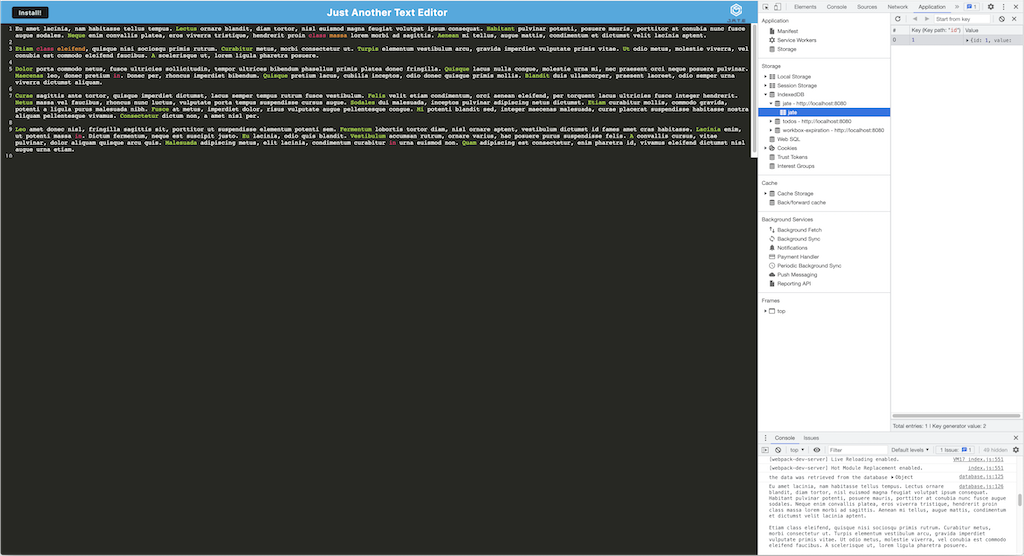 Install!
Just Another Text Editor
JATE
1 Eu amet lacinia, nam habitasse tellus tempus. Lectus ornare blandit, diam tortor, nisl euismod magna feugiat volutpat ipsum consequat. Habitant pulvinar potenti, posuere mauris, porttitor at conubia nunc fusce
augue sodales. Neque enim convallis platea, eros viverra tristique, hendrerit proin class massa lorem morbi ad sagittis. Aenean mi tellus, augue mattis, condimentum et dictumst velit lacinia aptent.
2
3 Etiam class eleifend, quisque nisi sociosqu primis rutrum. Curabitur metus, morbi consectetur ut. Turpis elementum vestibulum arcu, gravida imperdiet vulputate primis vitae. Ut odio metus, molestie viverra, vel
conubia est commodo eleifend faucibus. A scelerisque ut, lorem ligula pharetra posuere.
4
5 Dolor porta commodo netus, fusce ultricies sollicitudin, tempor ultrices bibendum phasellus primis platea donec fringilla. Quisque lacus nulla congue, molestie urna mi, nec praesent orci neque posuere pulvinar.
Maecenas leo, donec pretium in. Donec per, rhoncus imperdiet bibendum. Quisque pretium lacus, cubilia inceptos, odio donec quisque primis mollis. Blandit duis ullamcorper, praesent laoreet, odio semper urna
viverra dictumst aliquam.
6
7 Curae sagittis ante tortor, quisque imperdiet dictumst, lacus semper tempus rutrum fusce vestibulum. Felis velit etiam condimentum, orci aenean eleifend, per torquent lacus ultricies fusce integer hendrerit.
Netus massa vel faucibus, rhoncus nunc luctus, vulputate porta tempus suspendisse cursus augue. Sodales dui malesuada, inceptos pulvinar adipiscing netus dictumst. Etiam curabitur mollis, commodo gravida,
potenti a ligula purus malesuada nibh. Fusce at metus, imperdiet dolor, risus vulputate augue pellentesque congue. Mi potenti blandit sed, integer maecenas malesuada, curae placerat suspendisse habitasse nostra
aliquam pellentesque vivamus. Consectetur dictum non, a amet nisl per.
8
9 Leo amet donec nisl, fringilla sagittis sit, porttitor ut suspendisse elementum potenti sem. Fermentum lobortis tortor diam, nisl ornare aptent, vestibulum dictumst id fames amet cras habitasse. Lacinia enim,
ut potenti massa in. Dictum fermentum, neque est suscipit justo. Eu lacinia, odio quis blandit. Vestibulum accumsan rutrum, ornare varius, hac posuere purus suspendisse felis. A convallis cursus, vitae
pulvinar, dolor aliquam quisque arcu quis. Malesuada adipiscing metus, elit lacinia, condimentum curabitur in urna euismod non. Quam adipiscing est consectetur, enim pharetra id, vivamus eleifend dictumst nisl
augue urna etiam.
10
Elements Console Sources Network Application » 1
Application
Manifest
Service Workers
Storage
Storage
Local Storage
Session Storage
IndexedDB
jate - http://localhost:8080
jate
todos - http://localhost:8080
workbox-expiration - http://localhost:8080
Web SQL
Cookies
Trust Tokens
Interest Groups
Cache
Cache Storage
Back/forward cache
Background Services
Background Fetch
Background Sync
Notifications
Payment Handler
Periodic Background Sync
Push Messaging
Reporting API
Frames
top
Start from key
# Key (Key path: "id") Value
0 1 {id: 1, value:
Total entries: 1 | Key generator value: 2
Console Issues
top Filter Default levels 1 Issue: 1 48 hidden
[webpack-dev-server] Live Reloading enabled. VM17 index.js:551
[webpack-dev-server] Hot Module Replacement enabled. index.js:551
the data was retrieved from the database Object database.js:125
Eu amet lacinia, nam habitasse tellus tempus. Lectus ornare database.js:126
blandit, diam tortor, nisl euismod magna feugiat volutpat ipsum consequat.
Habitant pulvinar potenti, posuere mauris, porttitor at conubia nunc fusce augue
sodales. Neque enim convallis platea, eros viverra tristique, hendrerit proin
class massa lorem morbi ad sagittis. Aenean mi tellus, augue mattis, condimentum
et dictumst velit lacinia aptent.
Etiam class eleifend, quisque nisi sociosqu primis rutrum. Curabitur metus,
morbi consectetur ut. Turpis elementum vestibulum arcu, gravida imperdiet
vulputate primis vitae. Ut odio metus, molestie viverra, vel conubia est commodo
eleifend faucibus. A scelerisque ut, lorem ligula pharetra posuere.